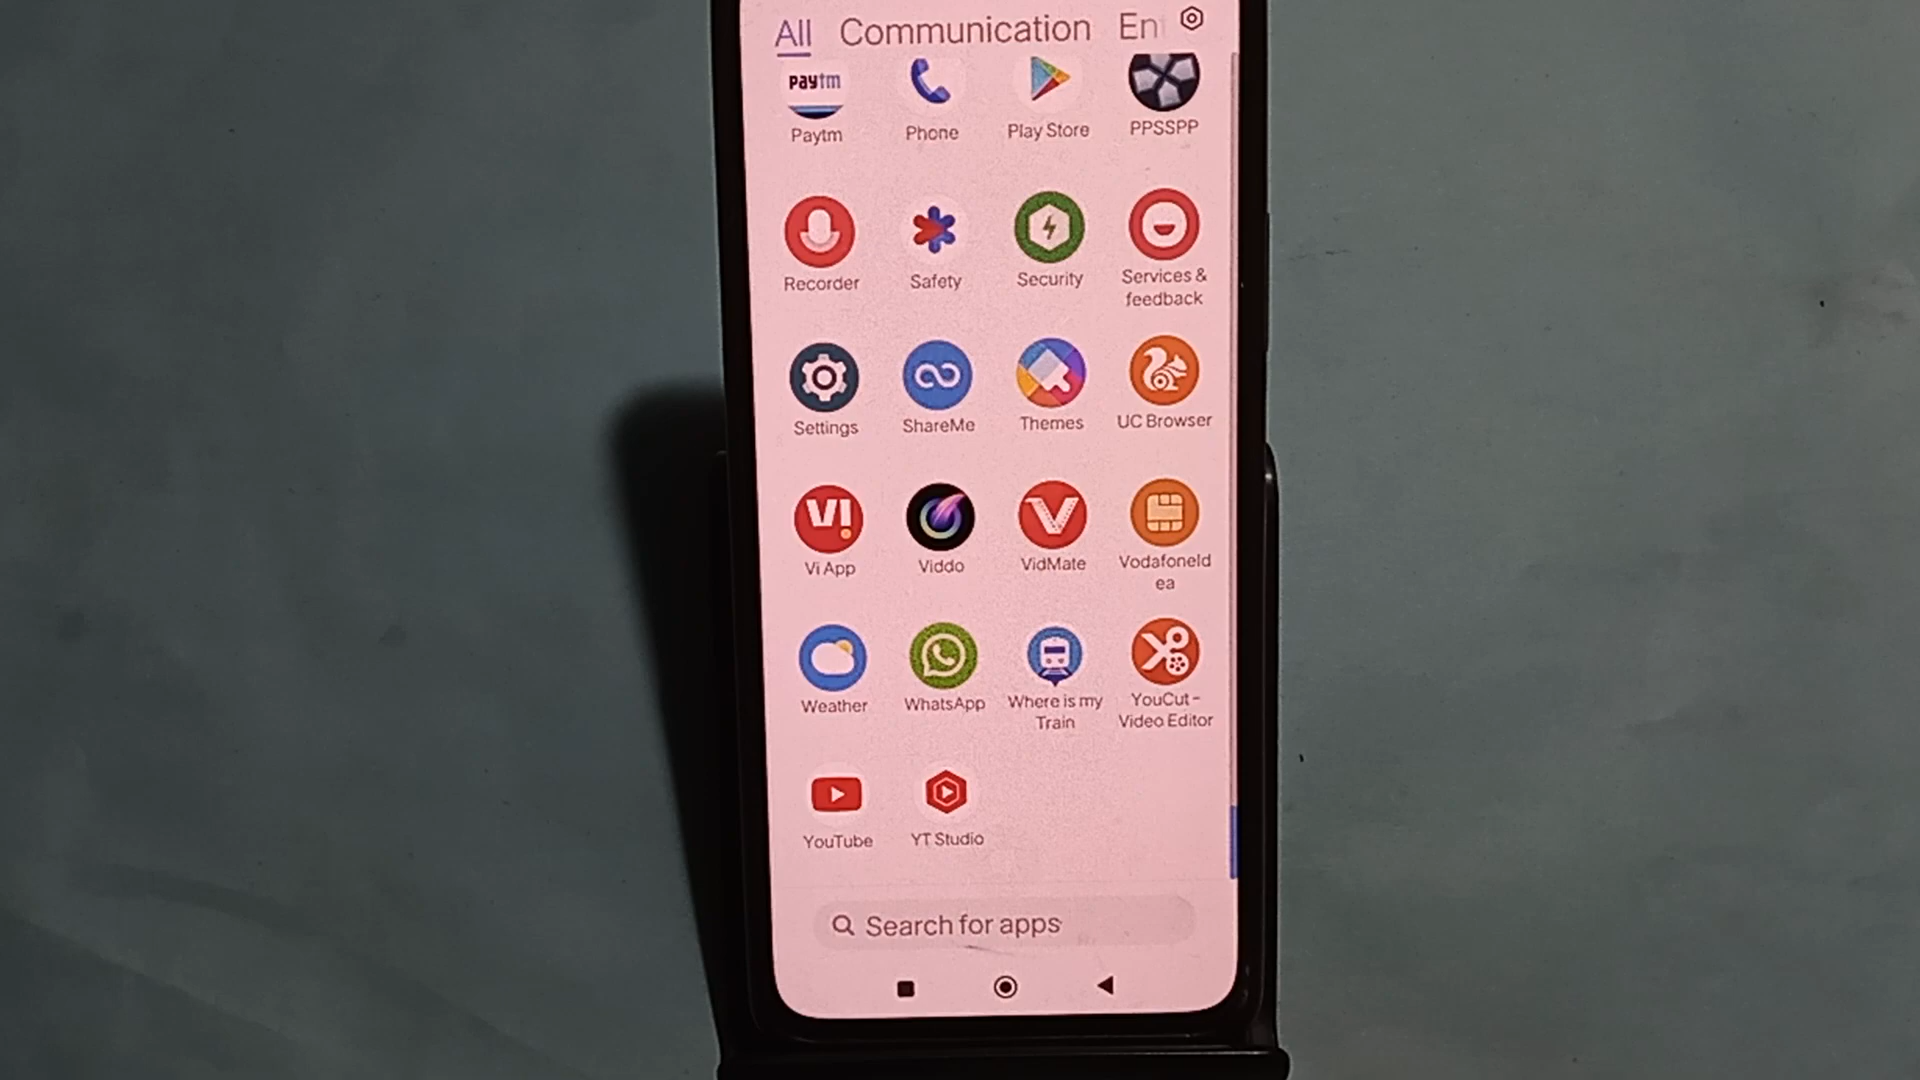 All Communication En
paytm
Paytm Phone Play Store PPSSPP
Recorder Safety Security Services &
feedback
Settings ShareMe Themes UC Browser
VI
Vi App Viddo VidMate VodafoneId
ea
Weather WhatsApp Where is my YouCut -
Train Video Editor
YouTube YT Studio
Search for apps